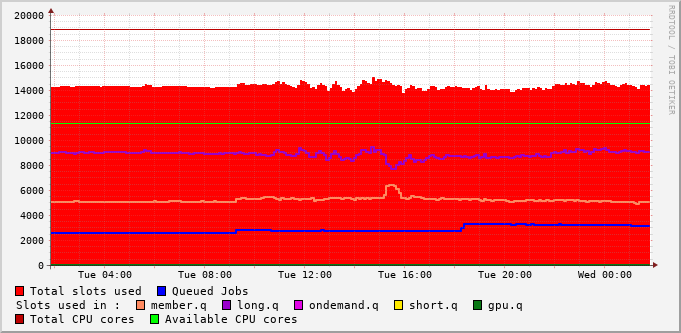 20000
18000
16000
14000
12000
10000
8000
6000
4000
2000
0
Tue 04:00 Tue 08:00 Tue 12:00 Tue 16:00 Tue 20:00 Wed 00:00
RRDTOOL / TOBI OETIKER
Total slots used Queued Jobs
Slots used in : member.q long.q ondemand.q short.q gpu.q
Total CPU cores Available CPU cores